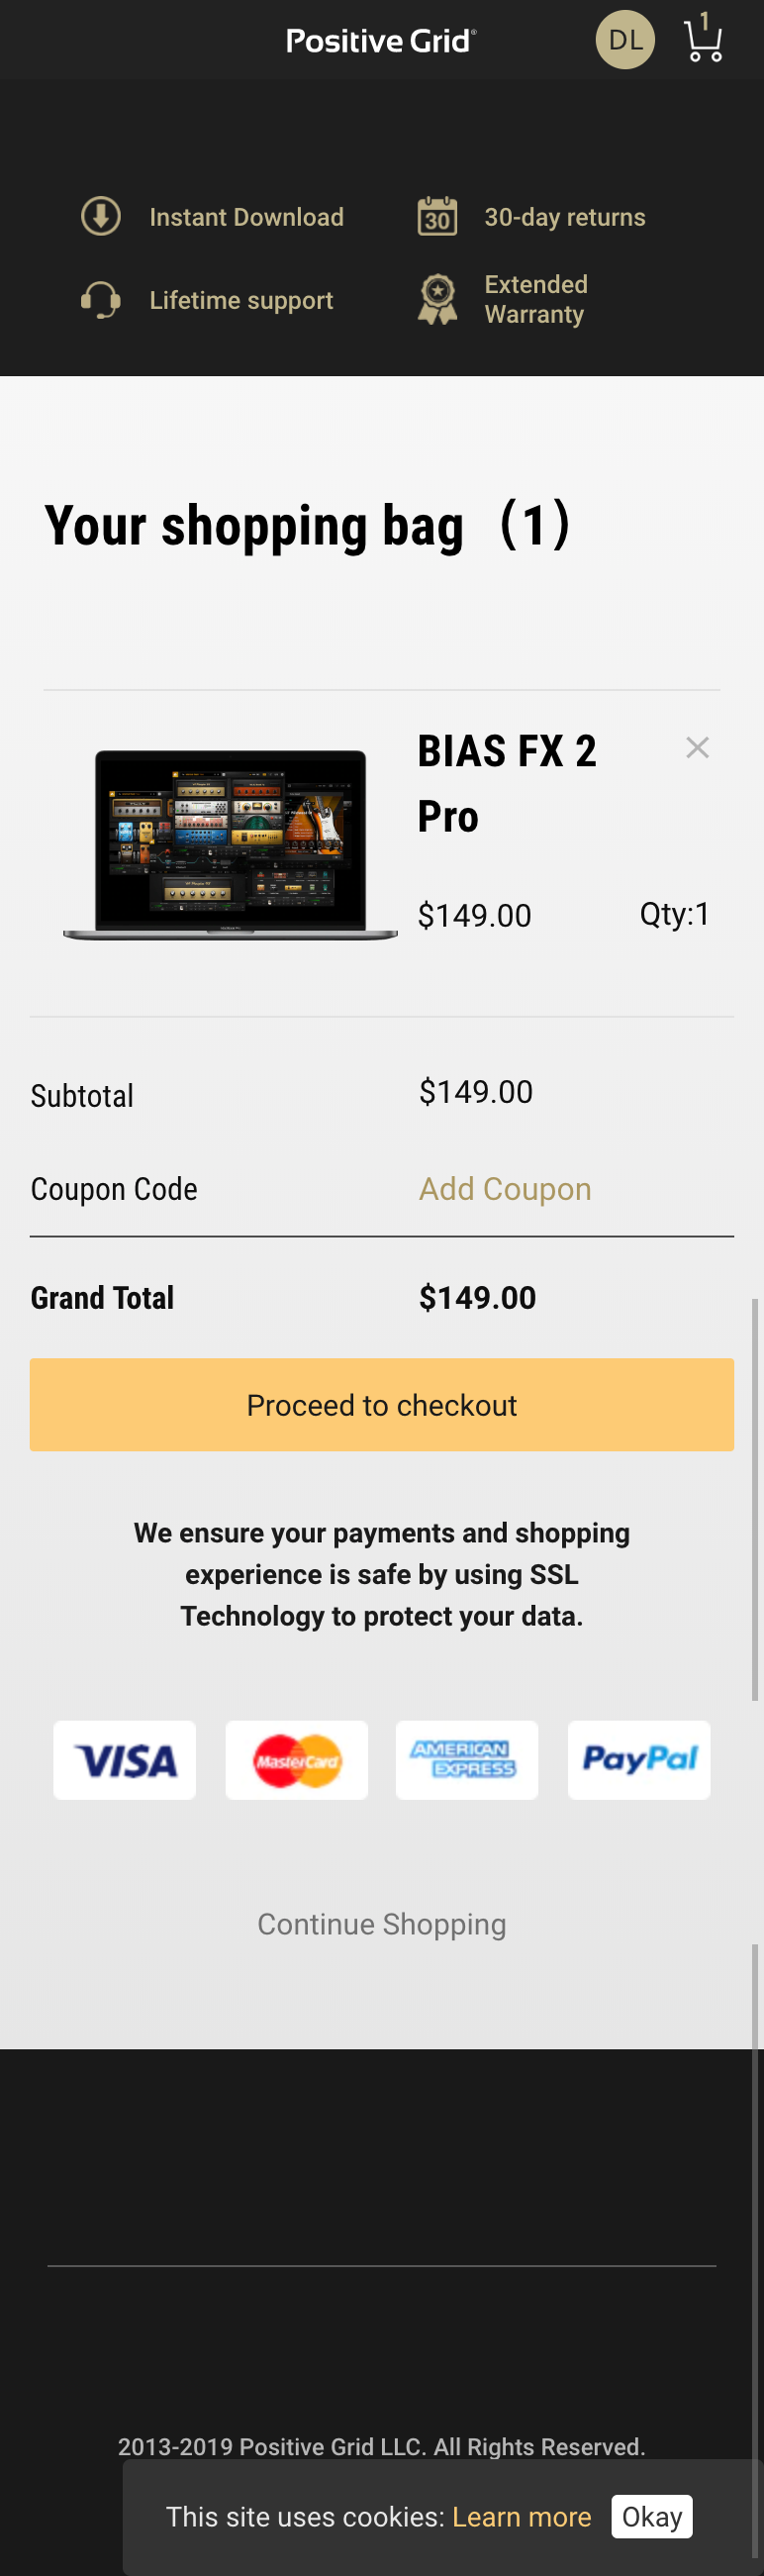 Positive Grid®
DL
1
Instant Download
30
30-day returns
Lifetime support
Extended
Warranty
Your shopping bag (1)
BIAS FX 2
Pro
$149.00
Qty:1
Subtotal
$149.00
Coupon Code
Add Coupon
Grand Total
$149.00
Proceed to checkout
We ensure your payments and shopping
experience is safe by using SSL
Technology to protect your data.
VISA
MasterCard
AMERICAN
EXPRESS
PayPal
Continue Shopping
2013-2019 Positive Grid LLC. All Rights Reserved.
This site uses cookies: Learn more
Okay